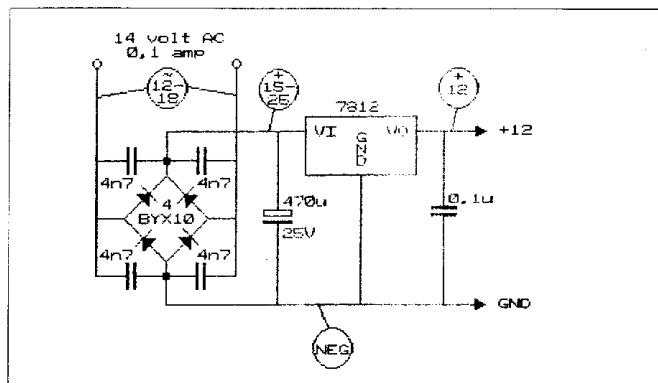 14 volt AC
0,1 amp
~
12-
18
+
15-
25
7812
+
12
VI
GND
VO
+12
4n7
4n7
4
BYX10
470u
25V
0.1u
4n7
4n7
GND
NEG